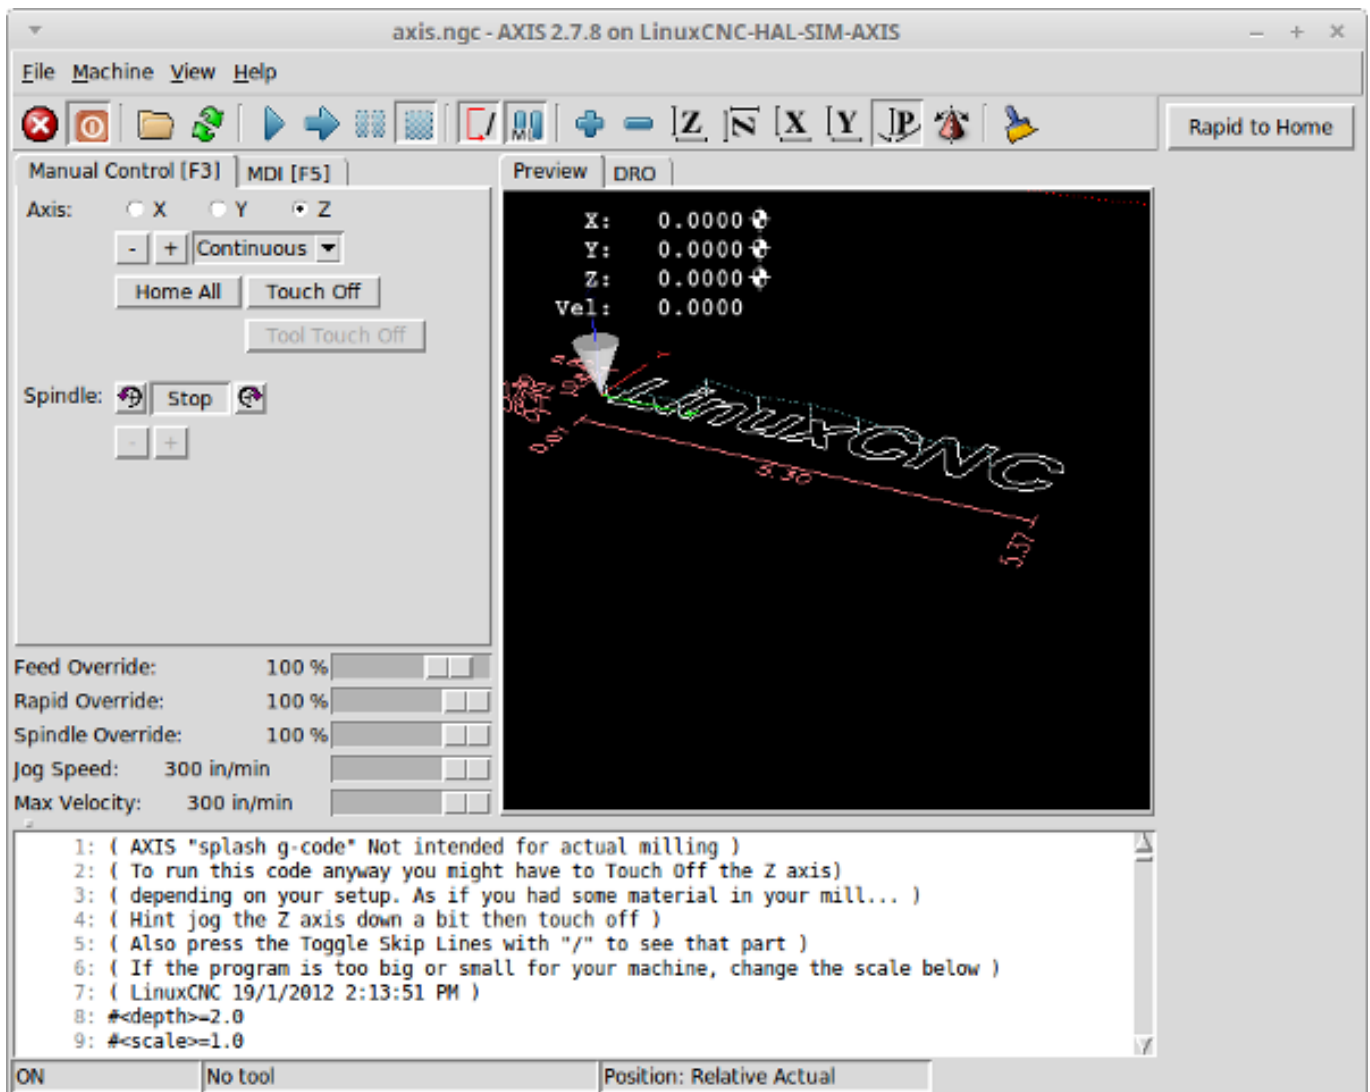 axis.ngc - AXIS 2.7.8 on LinuxCNC-HAL-SIM-AXIS
File Machine View Help
Z N X Y P
Rapid to Home
Manual Control [F3] MDI [F5]
Axis: X Y Z
- + Continuous
Home All Touch Off
Tool Touch Off
Spindle: Stop
- +
Feed Override: 100 %
Rapid Override: 100 %
Spindle Override: 100 %
Jog Speed: 300 in/min
Max Velocity: 300 in/min
Preview DRO
X: 0.0000
Y: 0.0000
Z: 0.0000
Vel: 0.0000
LinuxCNC
5.30
5.37
1: ( AXIS "splash g-code" Not intended for actual milling )
2: ( To run this code anyway you might have to Touch Off the Z axis)
3: ( depending on your setup. As if you had some material in your mill... )
4: ( Hint jog the Z axis down a bit then touch off )
5: ( Also press the Toggle Skip Lines with "/" to see that part )
6: ( If the program is too big or small for your machine, change the scale below )
7: ( LinuxCNC 19/1/2012 2:13:51 PM )
8: #<depth>=2.0
9: #<scale>=1.0
ON No tool Position: Relative Actual